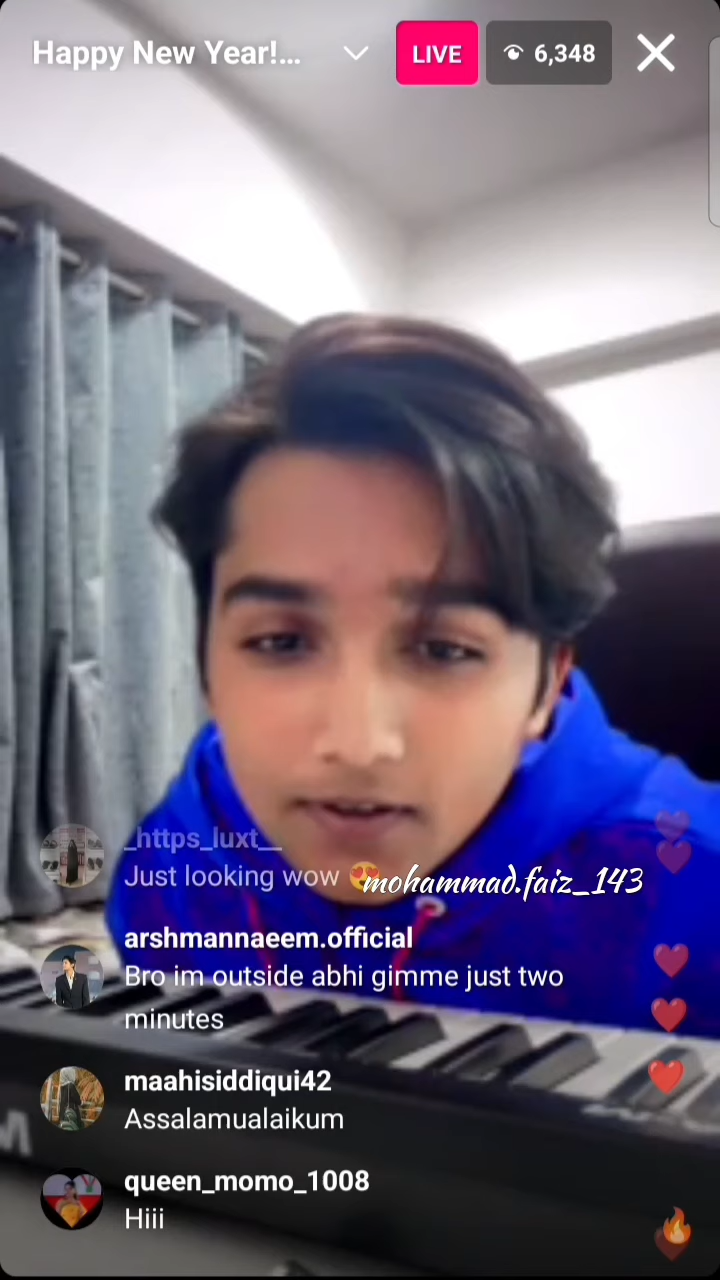 Happy New Year!...
LIVE
6,348
_https_luxt__
Just looking wow 😍
mohammad.faiz_143
arshmannaeem.official
Bro im outside abhi gimme just two
minutes
maahisiddiqui42
Assalamualaikum
queen_momo_1008
Hiii